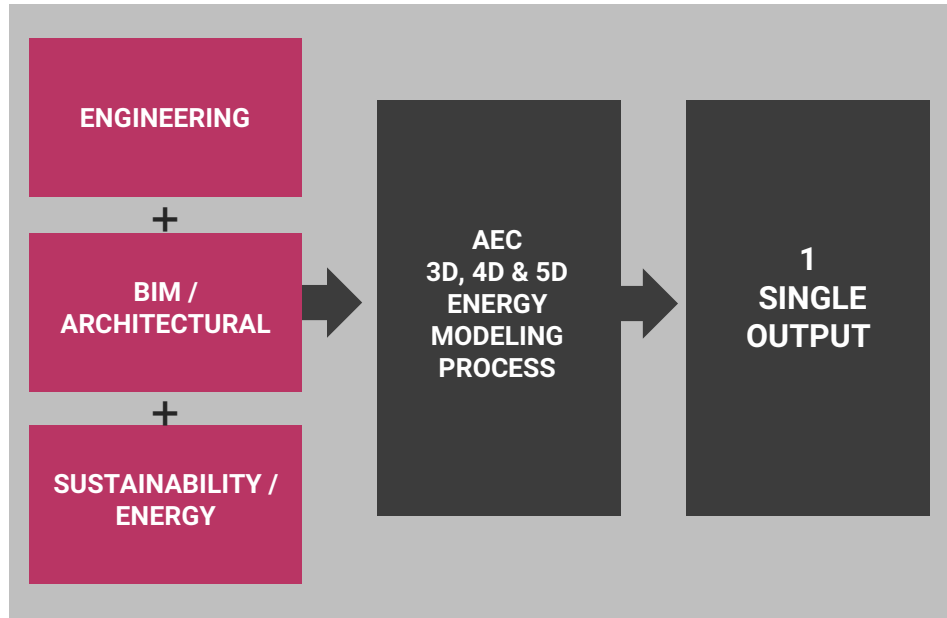 ENGINEERING
+
BIM /
ARCHITECTURAL
+
SUSTAINABILITY /
ENERGY
AEC
3D, 4D & 5D
ENERGY
MODELING
PROCESS
1
SINGLE
OUTPUT